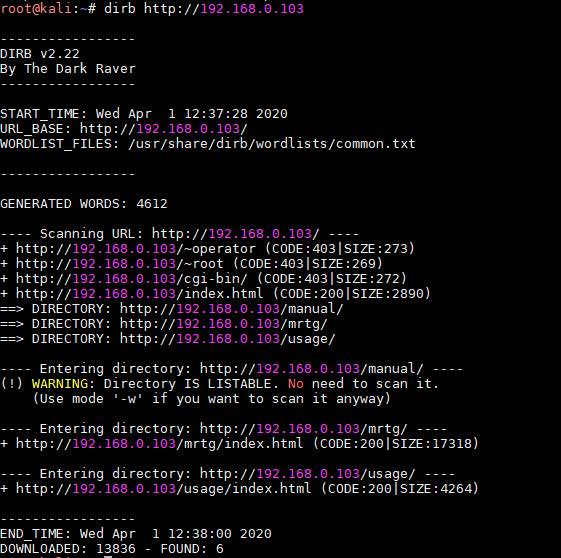 root@kali:~# dirb http://192.168.0.103
-----------------
DIRB v2.22
By The Dark Raver
-----------------
START_TIME: Wed Apr  1 12:37:28 2020
URL_BASE: http://192.168.0.103/
WORDLIST_FILES: /usr/share/dirb/wordlists/common.txt
-----------------
GENERATED WORDS: 4612
---- Scanning URL: http://192.168.0.103/ ----
+ http://192.168.0.103/~operator (CODE:403|SIZE:273)
+ http://192.168.0.103/~root (CODE:403|SIZE:269)
+ http://192.168.0.103/cgi-bin/ (CODE:403|SIZE:272)
+ http://192.168.0.103/index.html (CODE:200|SIZE:2890)
==> DIRECTORY: http://192.168.0.103/manual/
==> DIRECTORY: http://192.168.0.103/mrtg/
==> DIRECTORY: http://192.168.0.103/usage/
---- Entering directory: http://192.168.0.103/manual/ ----
(!) WARNING: Directory IS LISTABLE. No need to scan it.
    (Use mode '-w' if you want to scan it anyway)
---- Entering directory: http://192.168.0.103/mrtg/ ----
+ http://192.168.0.103/mrtg/index.html (CODE:200|SIZE:17318)
---- Entering directory: http://192.168.0.103/usage/ ----
+ http://192.168.0.103/usage/index.html (CODE:200|SIZE:4264)
-----------------
END_TIME: Wed Apr  1 12:38:00 2020
DOWNLOADED: 13836 - FOUND: 6